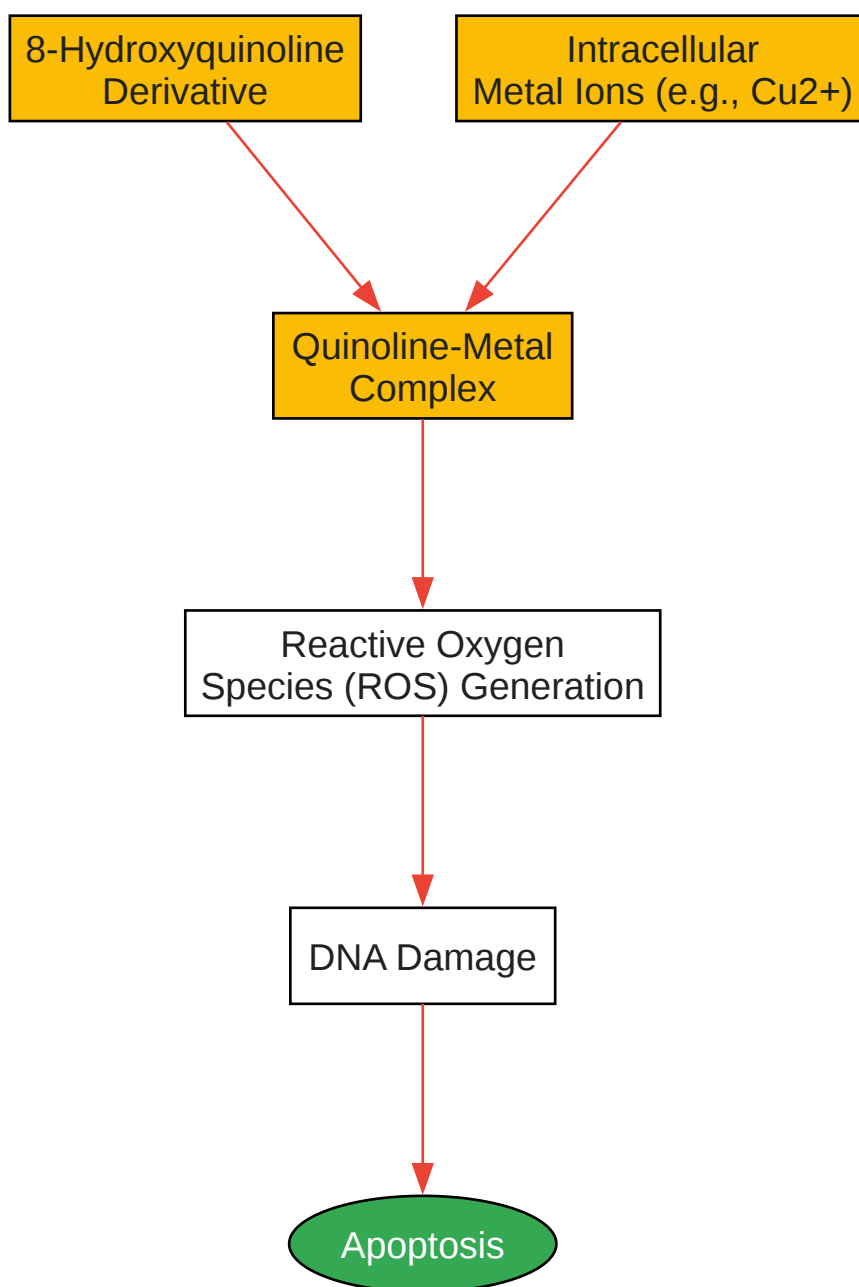 8-Hydroxyquinoline
Derivative
Intracellular
Metal Ions (e.g., Cu2+)
Quinoline-Metal
Complex
Reactive Oxygen
Species (ROS) Generation
DNA Damage
Apoptosis